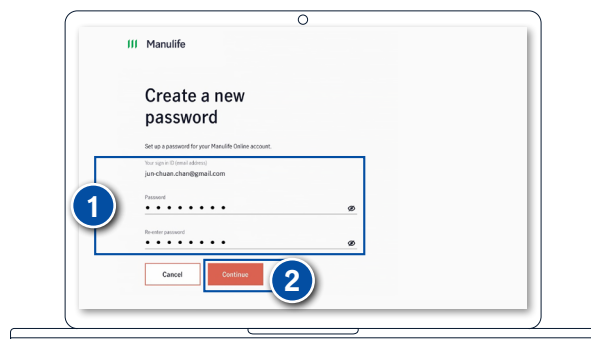 Manulife
Create a new
password
Set up a password for your Manulife Online account.
Your sign in ID (email address)
jun-chuan.chan@gmail.com
Password
Re-enter password
1
Cancel
Continue
2